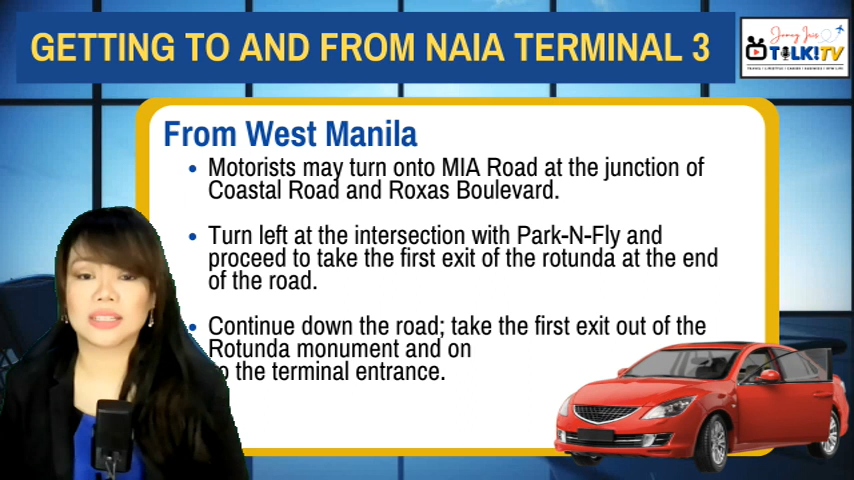 GETTING TO AND FROM NAIA TERMINAL 3
TALK!TV
From West Manila
• Motorists may turn onto MIA Road at the junction of
Coastal Road and Roxas Boulevard.
• Turn left at the intersection with Park-N-Fly and
proceed to take the first exit of the rotunda at the end
of the road.
• Continue down the road; take the first exit out of the
Rotunda monument and on
to the terminal entrance.